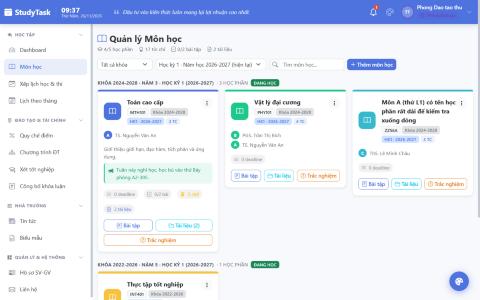 StudyTask
09:37
Thứ Năm, 20/11/2025
Đầu tư vào kiến thức luôn mang lại lợi nhuận cao nhất.
Phong Dao tao thu
HỌC TẬP
Dashboard
Môn học
Xếp lịch học & thi
Lịch theo tháng
ĐÀO TẠO & TÀI CHÍNH
Quy chế điểm
Chương trình ĐT
Xét tốt nghiệp
Công bố khóa luận
NHÀ TRƯỜNG
Tin tức
Biểu mẫu
QUẢN LÝ & HỆ THỐNG
Hồ sơ SV-GV
Liên hệ
Quản lý Môn học
4/5 học phần 17 tín chỉ 0/2 bài tập 2 tài liệu
Tất cả khóa
Học kỳ 1 - Năm học 2026-2027 (hiện tại)
Tìm môn học...
+ Thêm môn học
KHÓA 2024-2028 - NĂM 3 - HỌC KỲ 1 (2026-2027) · 3 HỌC PHẦN ĐANG HỌC
Toán cao cấp
MTH101 Khóa 2024-2028
HK1 · 2026-2027 3 TC
TS. Nguyễn Văn An
Giới thiệu giới hạn, đạo hàm, tích phân và ứng dụng.
Tuần này nghỉ học, học bù vào thứ Bảy phòng A2-305.
0 deadline
0/2 bài
2 tài liệu
Bài tập
Tài liệu (2)
Trắc nghiệm
Vật lý đại cương
PHY101 Khóa 2024-2028
HK1 · 2026-2027 3 TC
PGS. Trần Thị Bích
TS. Nguyễn Văn An
0 deadline
Bài tập
Tài liệu
Trắc nghiệm
Môn A (thứ L1) có tên học phần rất dài để kiểm tra xuống dòng
Khóa 2024-2028
HK1 · 2026-2027 2 TC
ThS. Lê Minh Châu
0 deadline
Bài tập
Tài liệu
Trắc nghiệm
KHÓA 2022-2026 - NĂM 5 - HỌC KỲ 1 (2026-2027) · 1 HỌC PHẦN ĐANG HỌC
Thực tập tốt nghiệp
INT401 Khóa 2022-2026